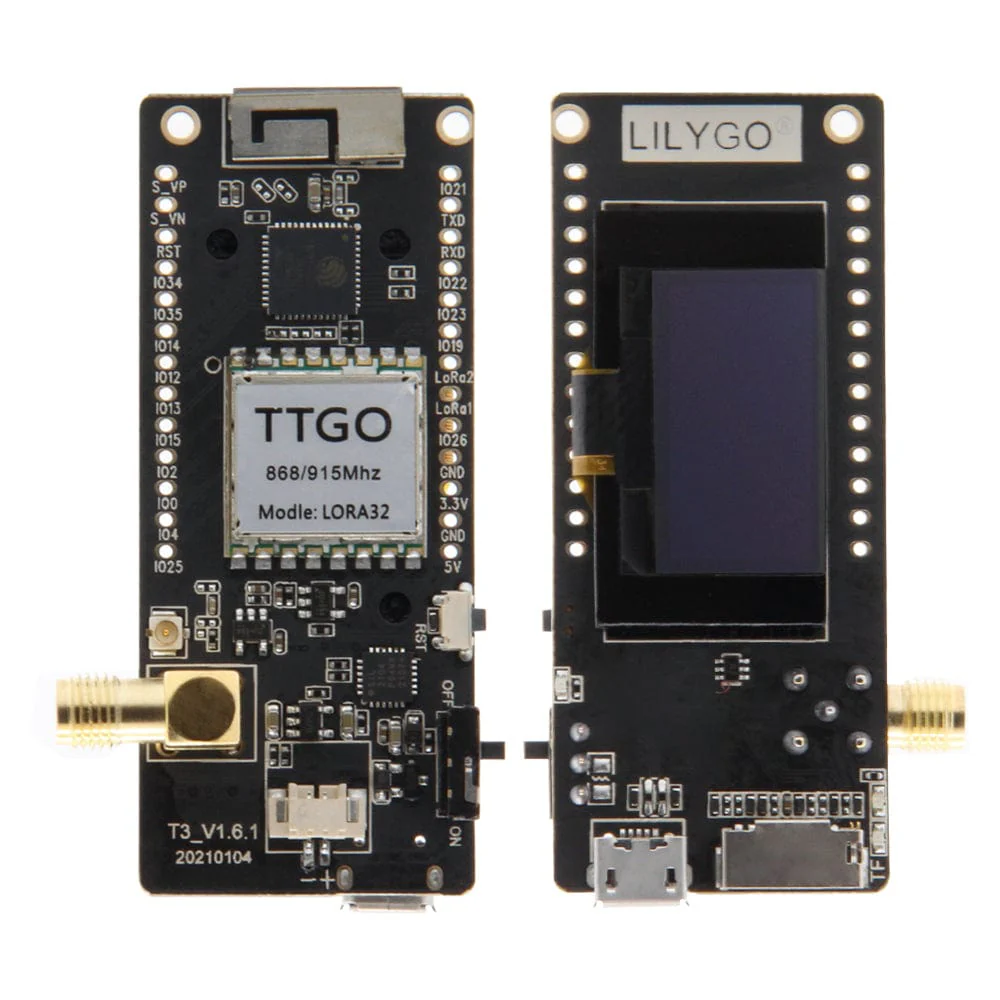 S_VP
S_VN
RST
IO34
IO35
IO14
IO12
IO13
IO15
IO2
IO0
IO4
IO25
IO21
TXD
RXD
IO22
IO23
IO19
LoRa2
LoRa1
IO26
GND
3.3V
GND
5V
TTGO
868/915Mhz
Modle: LORA32
RST
OFF
ON
T3_V1.6.1
20210104
- +
LILYGO®
TF